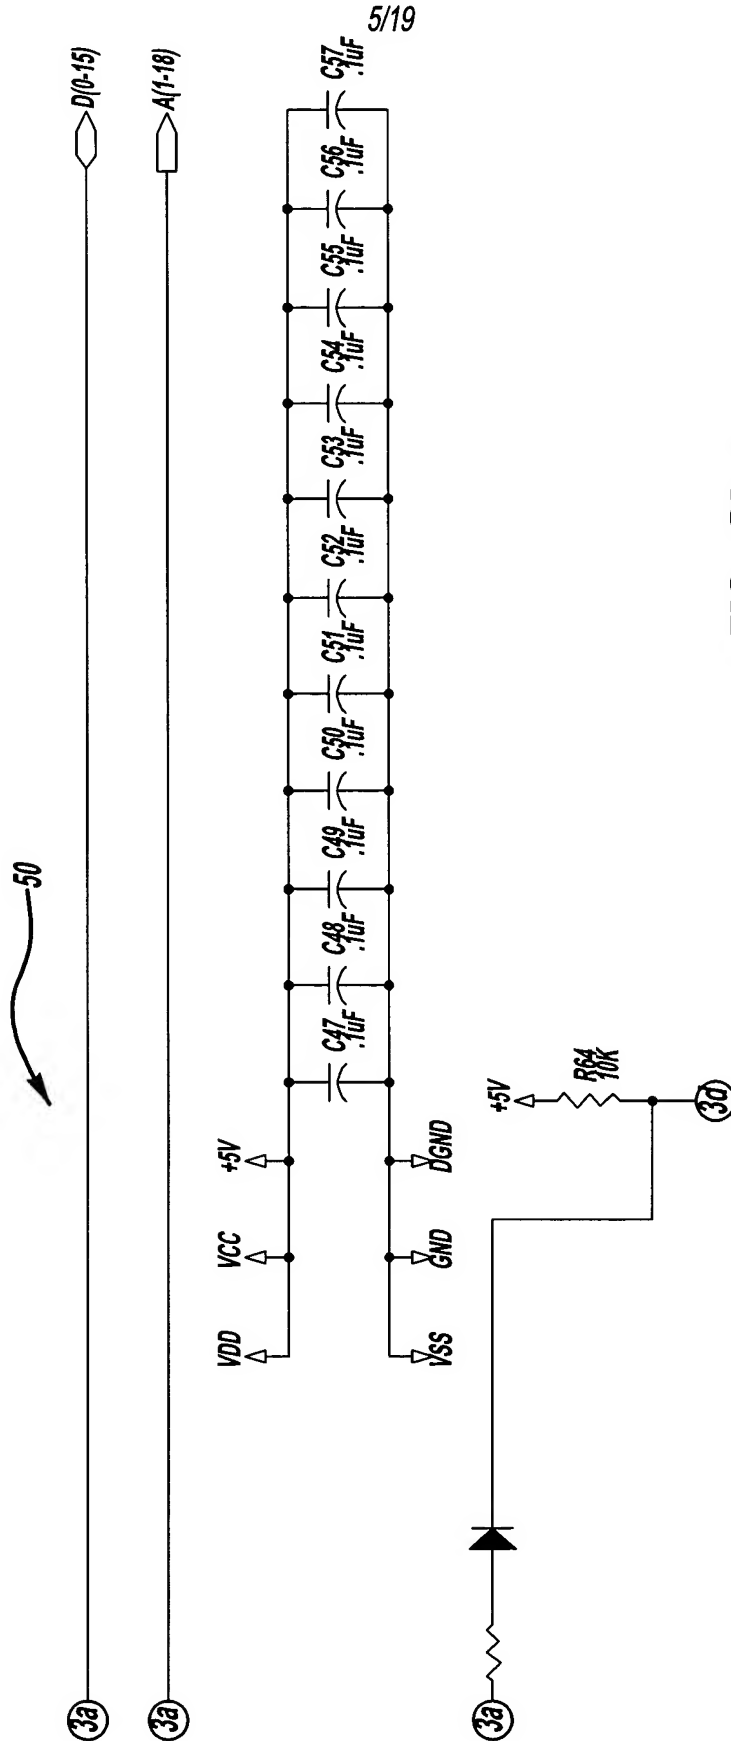 5/19
50
3a
D(0-15)
3a
A(1-18)
VDD
VCC
+5V
C47
.1uF
C48
.1uF
C49
.1uF
C50
.1uF
C51
.1uF
C52
.1uF
C53
.1uF
C54
.1uF
C55
.1uF
C56
.1uF
C57
.1uF
VSS
GND
DGND
3a
+5V
R64
10K
3d